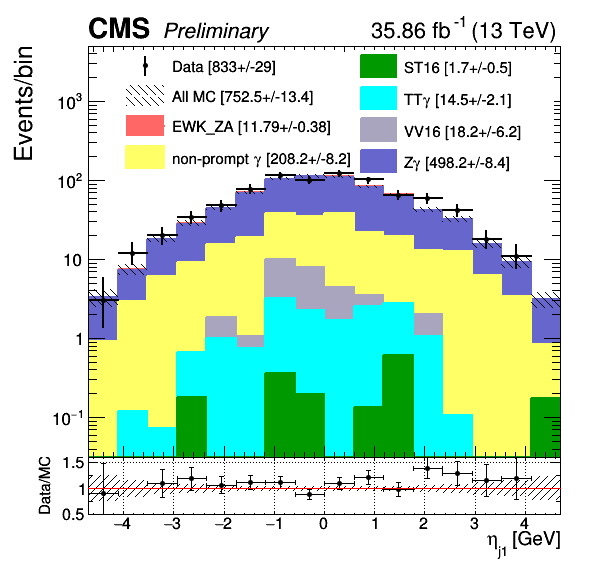 CMS Preliminary 35.86 fb⁻¹ (13 TeV)
Events/bin
Data [833+/-29]
All MC [752.5+/-13.4]
EWK_ZA [11.79+/-0.38]
non-prompt γ [208.2+/-8.2]
ST16 [1.7+/-0.5]
TTγ [14.5+/-2.1]
VV16 [18.2+/-6.2]
Zγ [498.2+/-8.4]
10³
10²
10
1
10⁻¹
Data/MC
1.5
1
0.5
−4 −3 −2 −1 0 1 2 3 4
η_j1 [GeV]